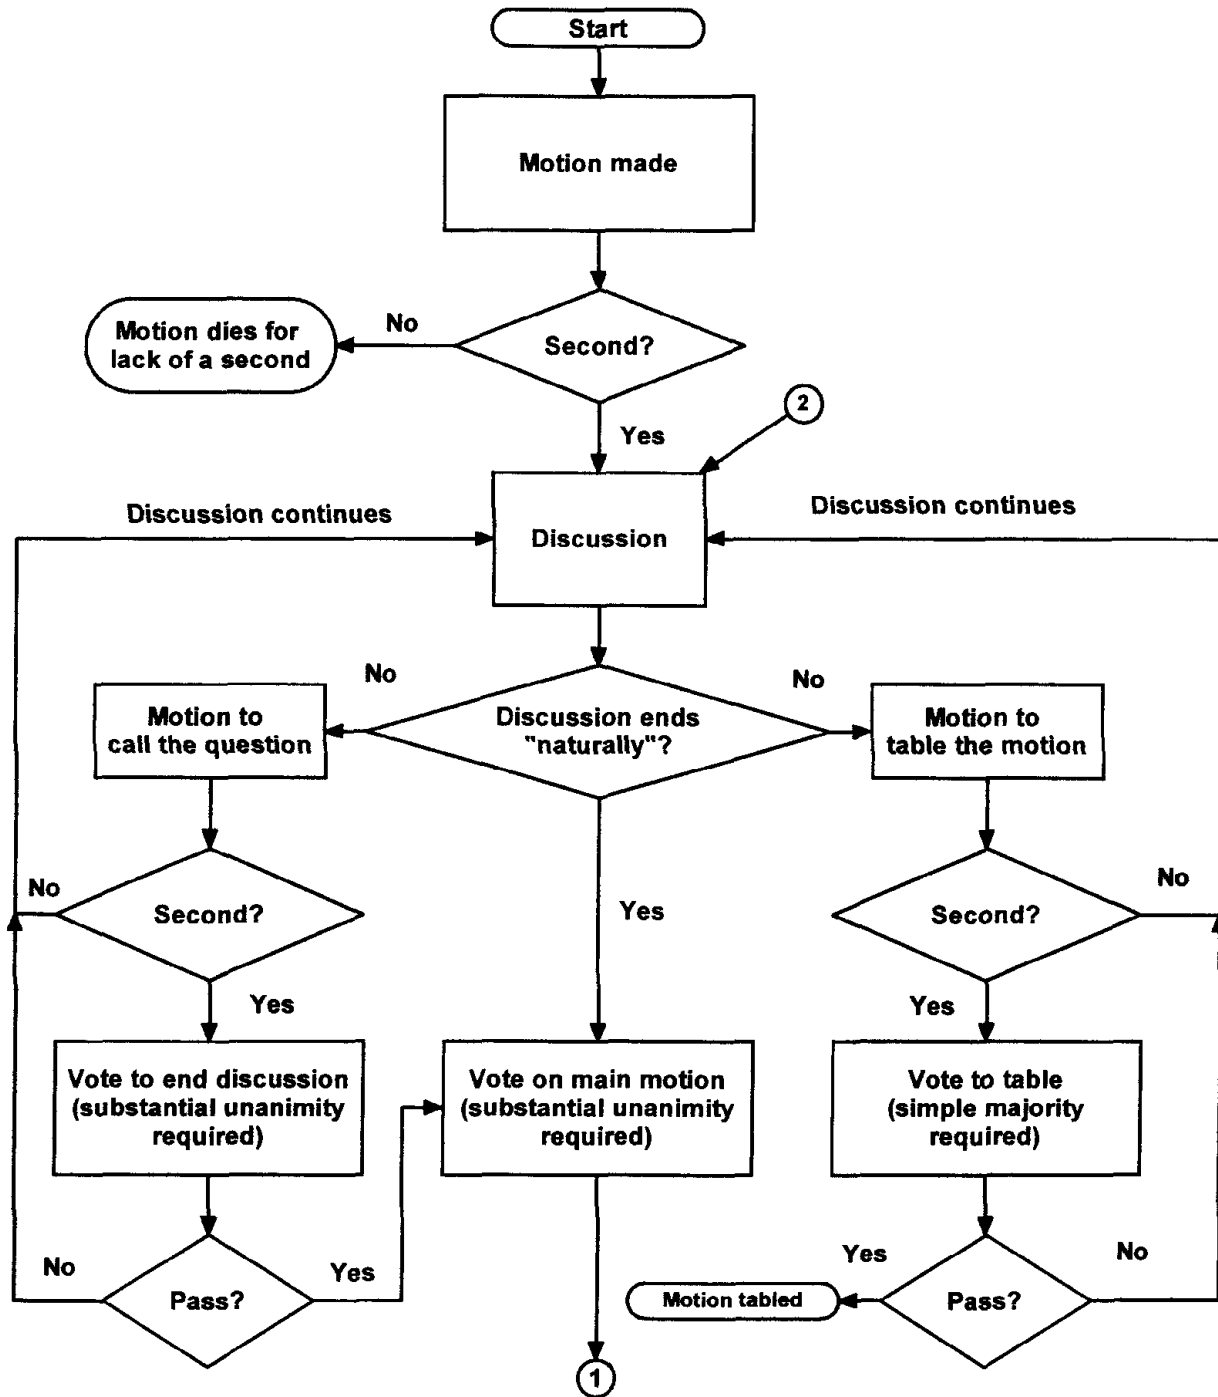 Start
Motion made
Motion dies for
lack of a second
No
Second?
2
Yes
Discussion continues
Discussion continues
Discussion
No
No
Motion to
call the question
Discussion ends
"naturally"?
Motion to
table the motion
No
Second?
Yes
Second?
No
Yes
Yes
Vote to end discussion
(substantial unanimity
required)
Vote on main motion
(substantial unanimity
required)
Vote to table
(simple majority
required)
No
Pass?
Yes
Yes
Motion tabled
Pass?
No
1